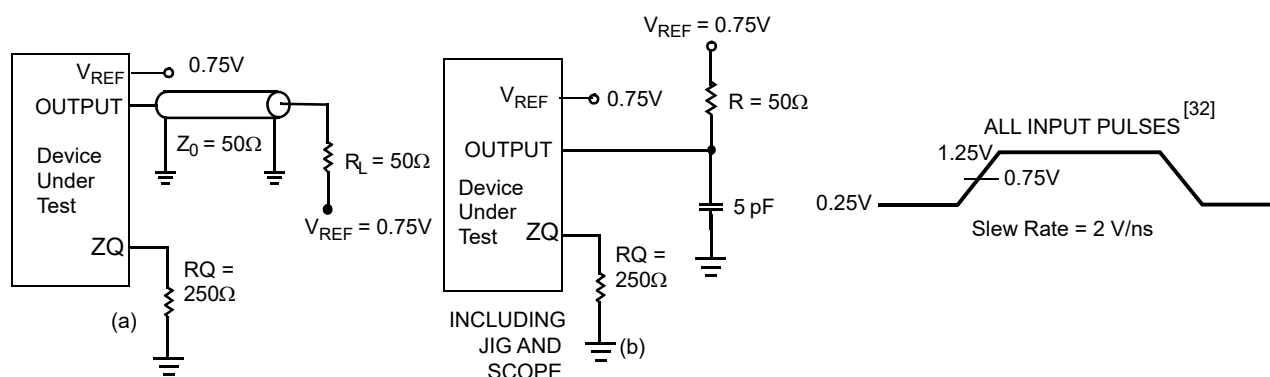 V_REF 0.75V
OUTPUT
Z_0 = 50Ω
Device
Under
Test
R_L = 50Ω
V_REF = 0.75V
ZQ
RQ =
250Ω
(a)
V_REF = 0.75V
V_REF 0.75V
R = 50Ω
OUTPUT
Device
Under
Test
5 pF
ZQ
RQ =
250Ω
INCLUDING
JIG AND
SCOPE
(b)
ALL INPUT PULSES [32]
1.25V
0.75V
0.25V
Slew Rate = 2 V/ns